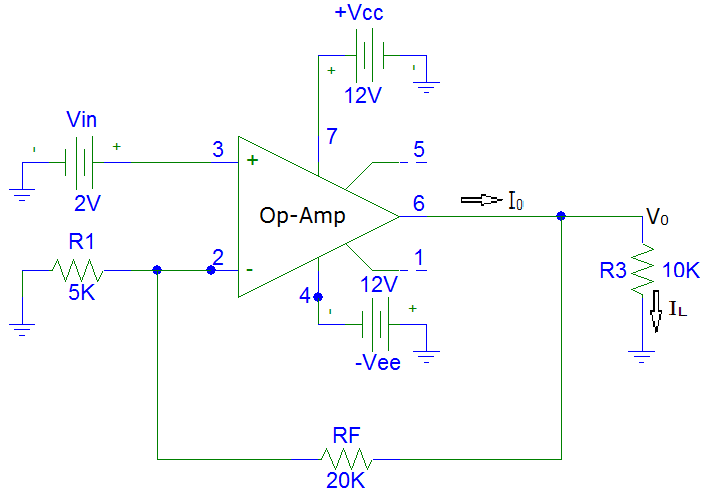 +Vcc
+ '
12V
Vin
' +
2V
7
3
5
+
Op-Amp
6
I₀
V₀
R1
5K
2
-
1
12V
4
' +
-Vee
R3 10K
Iʟ
RF
20K